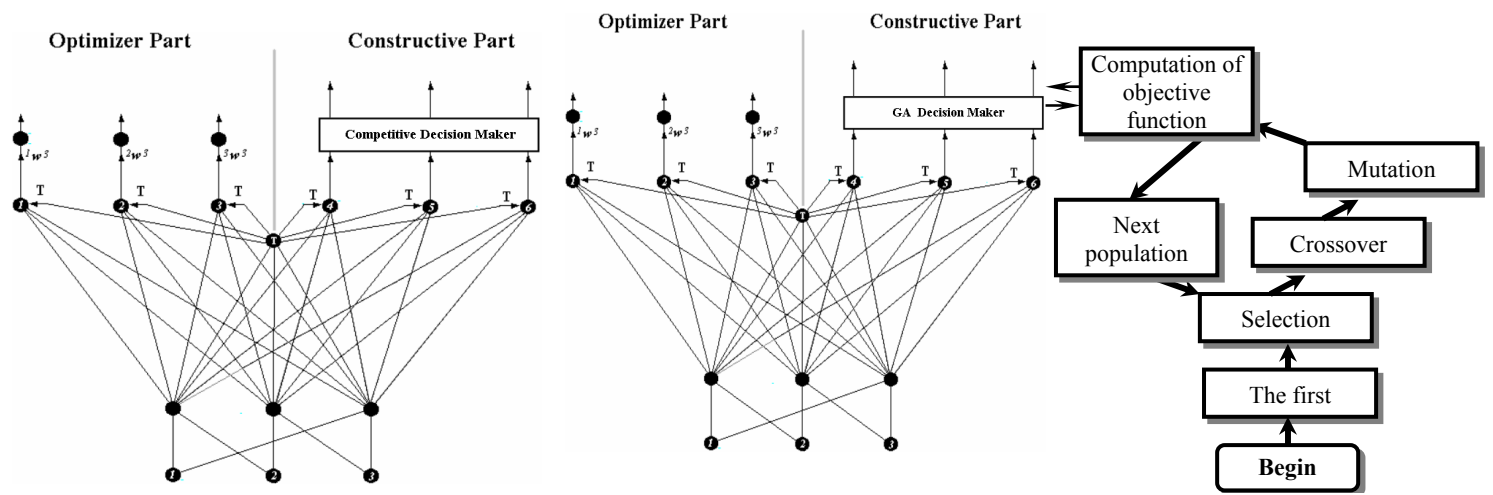 Optimizer Part
Constructive Part
Competitive Decision Maker
1w3
2w3
3w3
T
T
T
T
T
T
1
2
3
4
5
6
T
1
2
3
Optimizer Part
Constructive Part
GA Decision Maker
1w3
2w3
3w3
T
T
T
T
T
T
1
2
3
4
5
6
T
1
2
3
Computation of
objective
function
Mutation
Next
population
Crossover
Selection
The first
Begin